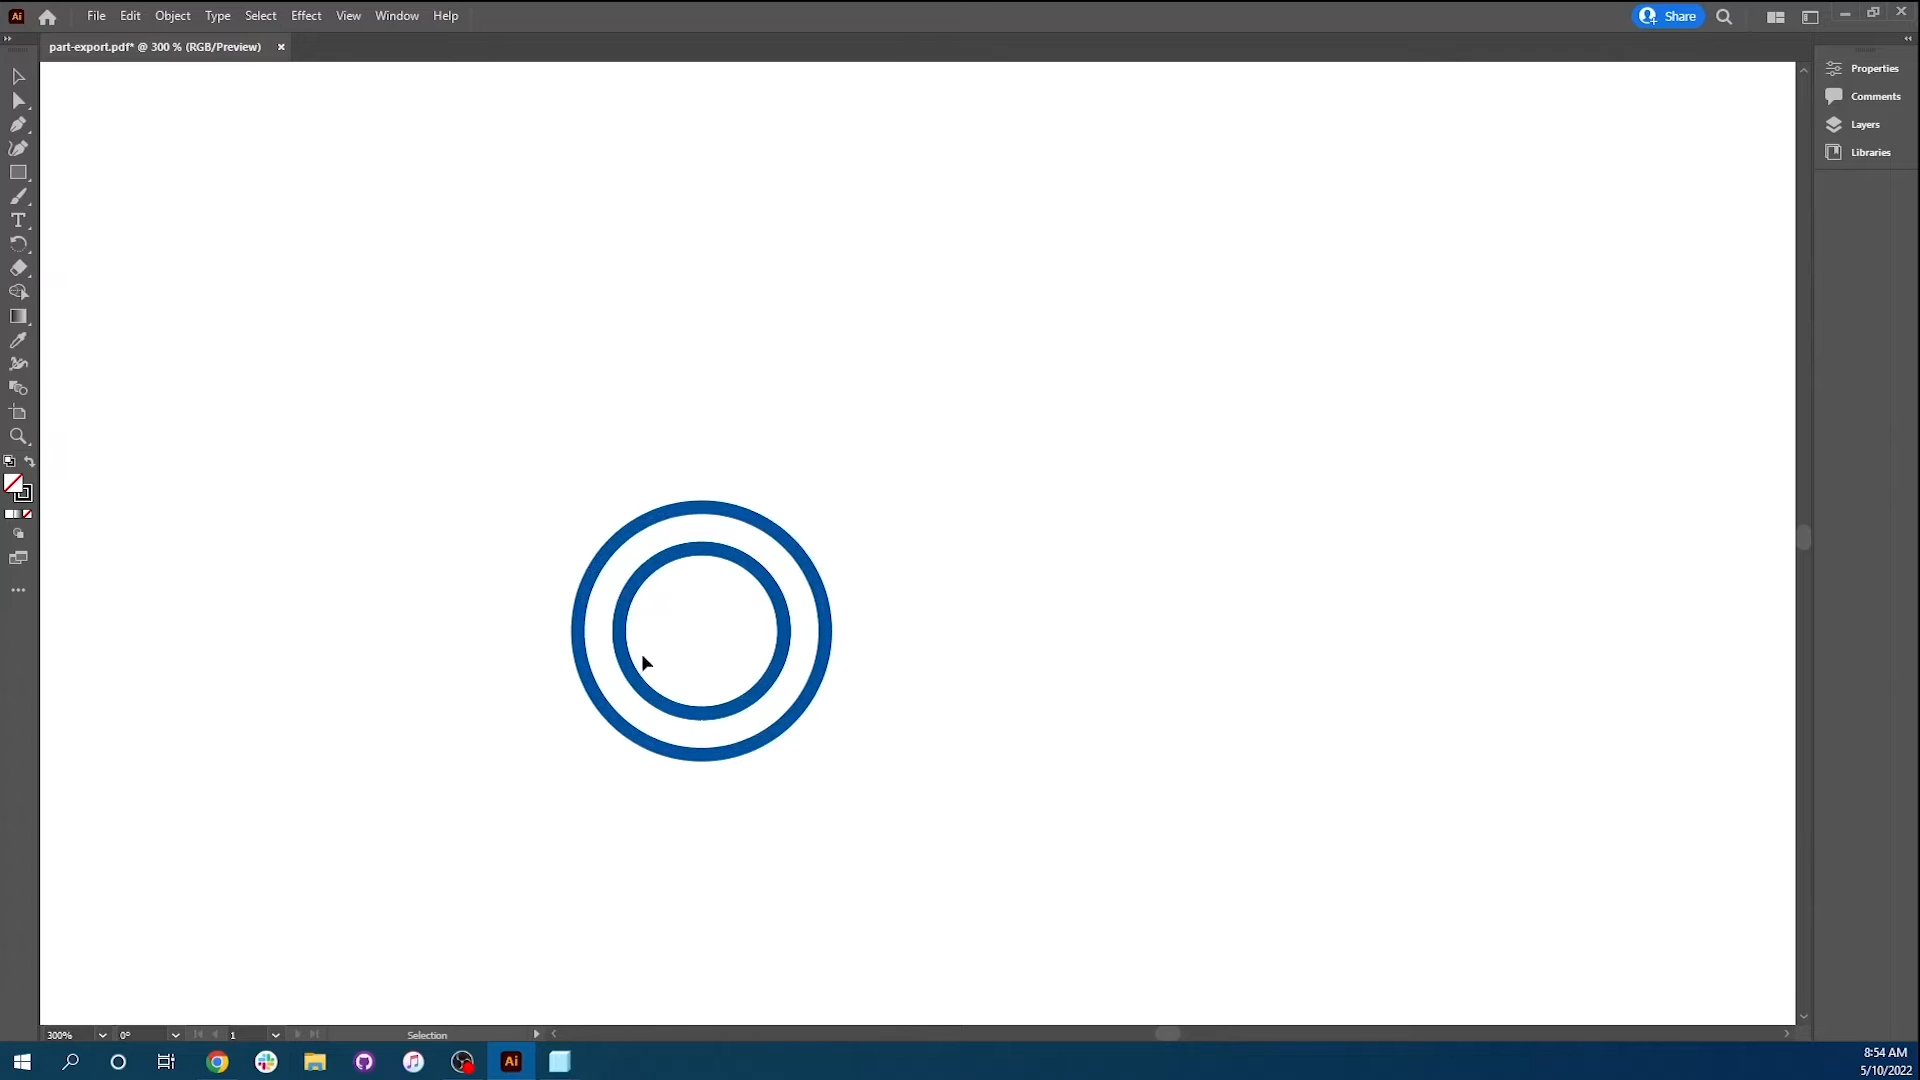 Ai File Edit Object Type Select Effect View Window Help Share
part-export.pdf* @ 300 % (RGB/Preview) ×
Properties
Comments
Layers
Libraries
T
300% 0° 1 Selection
Ai
8:54 AM
5/10/2022